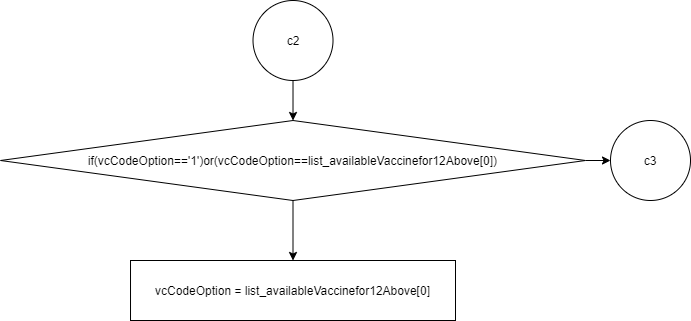 c2
if(vcCodeOption=='1')or(vcCodeOption==list_availableVaccinefor12Above[0])
c3
vcCodeOption = list_availableVaccinefor12Above[0]